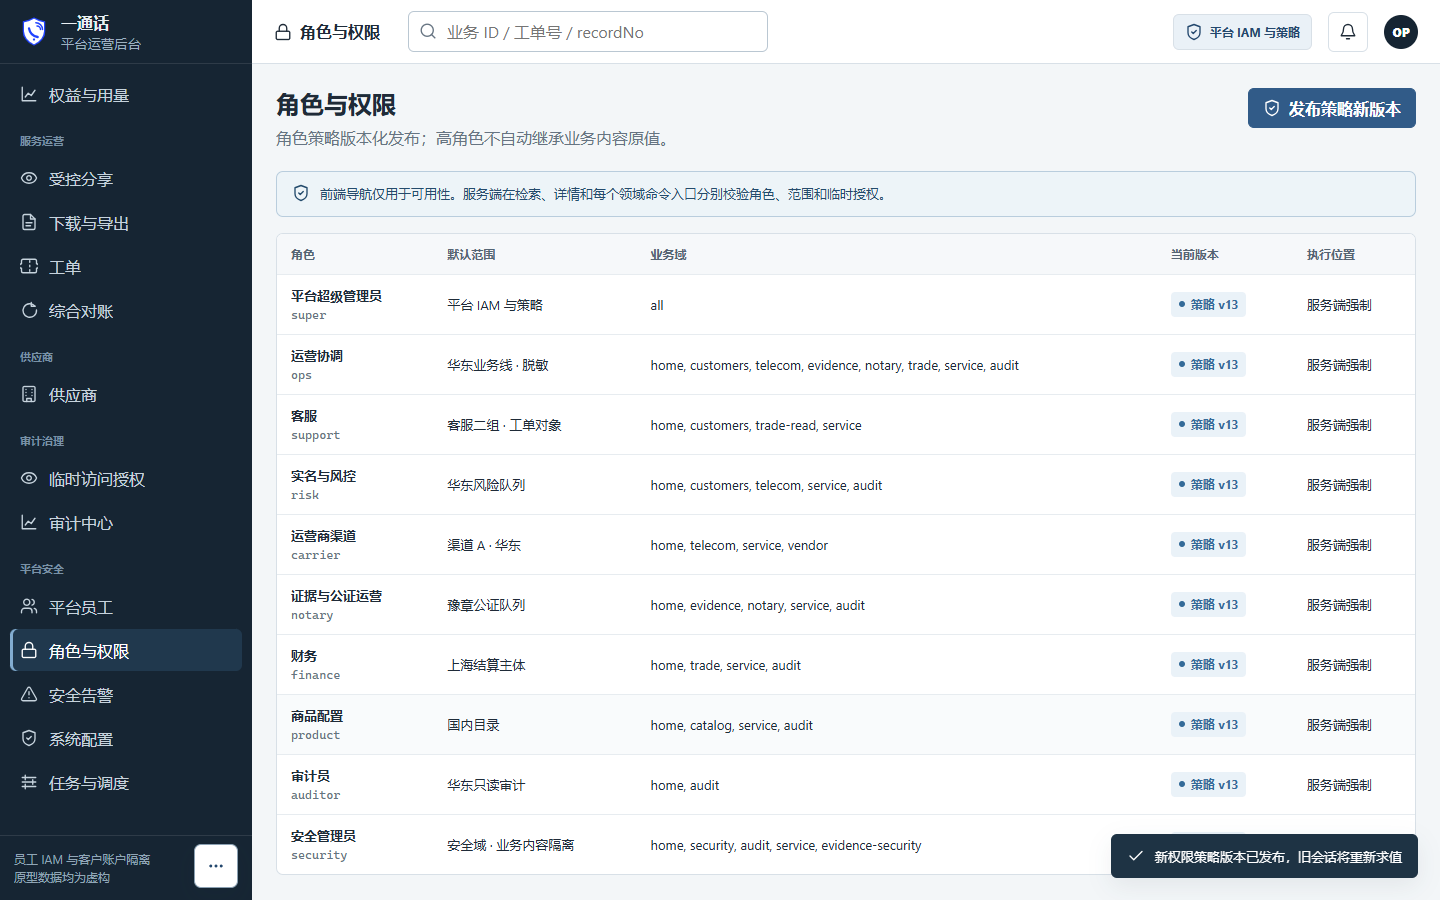 一通话
平台运营后台
权益与用量
服务运营
受控分享
下载与导出
工单
综合对账
供应商
供应商
审计治理
临时访问授权
审计中心
平台安全
平台员工
角色与权限
安全告警
系统配置
任务与调度
员工 IAM 与客户账户隔离
原型数据均为虚构
角色与权限
业务 ID / 工单号 / recordNo
平台 IAM 与策略
OP
角色与权限
角色策略版本化发布；高角色不自动继承业务内容原值。
发布策略新版本
前端导航仅用于可用性。服务端在检索、详情和每个领域命令入口分别校验角色、范围和临时授权。
角色 默认范围 业务域 当前版本 执行位置
平台超级管理员
super
平台 IAM 与策略 all 策略 v13 服务端强制
运营协调
ops
华东业务线 · 脱敏 home, customers, telecom, evidence, notary, trade, service, audit 策略 v13 服务端强制
客服
support
客服二组 · 工单对象 home, customers, trade-read, service 策略 v13 服务端强制
实名与风控
risk
华东风险队列 home, customers, telecom, service, audit 策略 v13 服务端强制
运营商渠道
carrier
渠道 A · 华东 home, telecom, service, vendor 策略 v13 服务端强制
证据与公证运营
notary
豫章公证队列 home, evidence, notary, service, audit 策略 v13 服务端强制
财务
finance
上海结算主体 home, trade, service, audit 策略 v13 服务端强制
商品配置
product
国内目录 home, catalog, service, audit 策略 v13 服务端强制
审计员
auditor
华东只读审计 home, audit 策略 v13 服务端强制
安全管理员
security
安全域 · 业务内容隔离 home, security, audit, service, evidence-security
新权限策略版本已发布，旧会话将重新求值